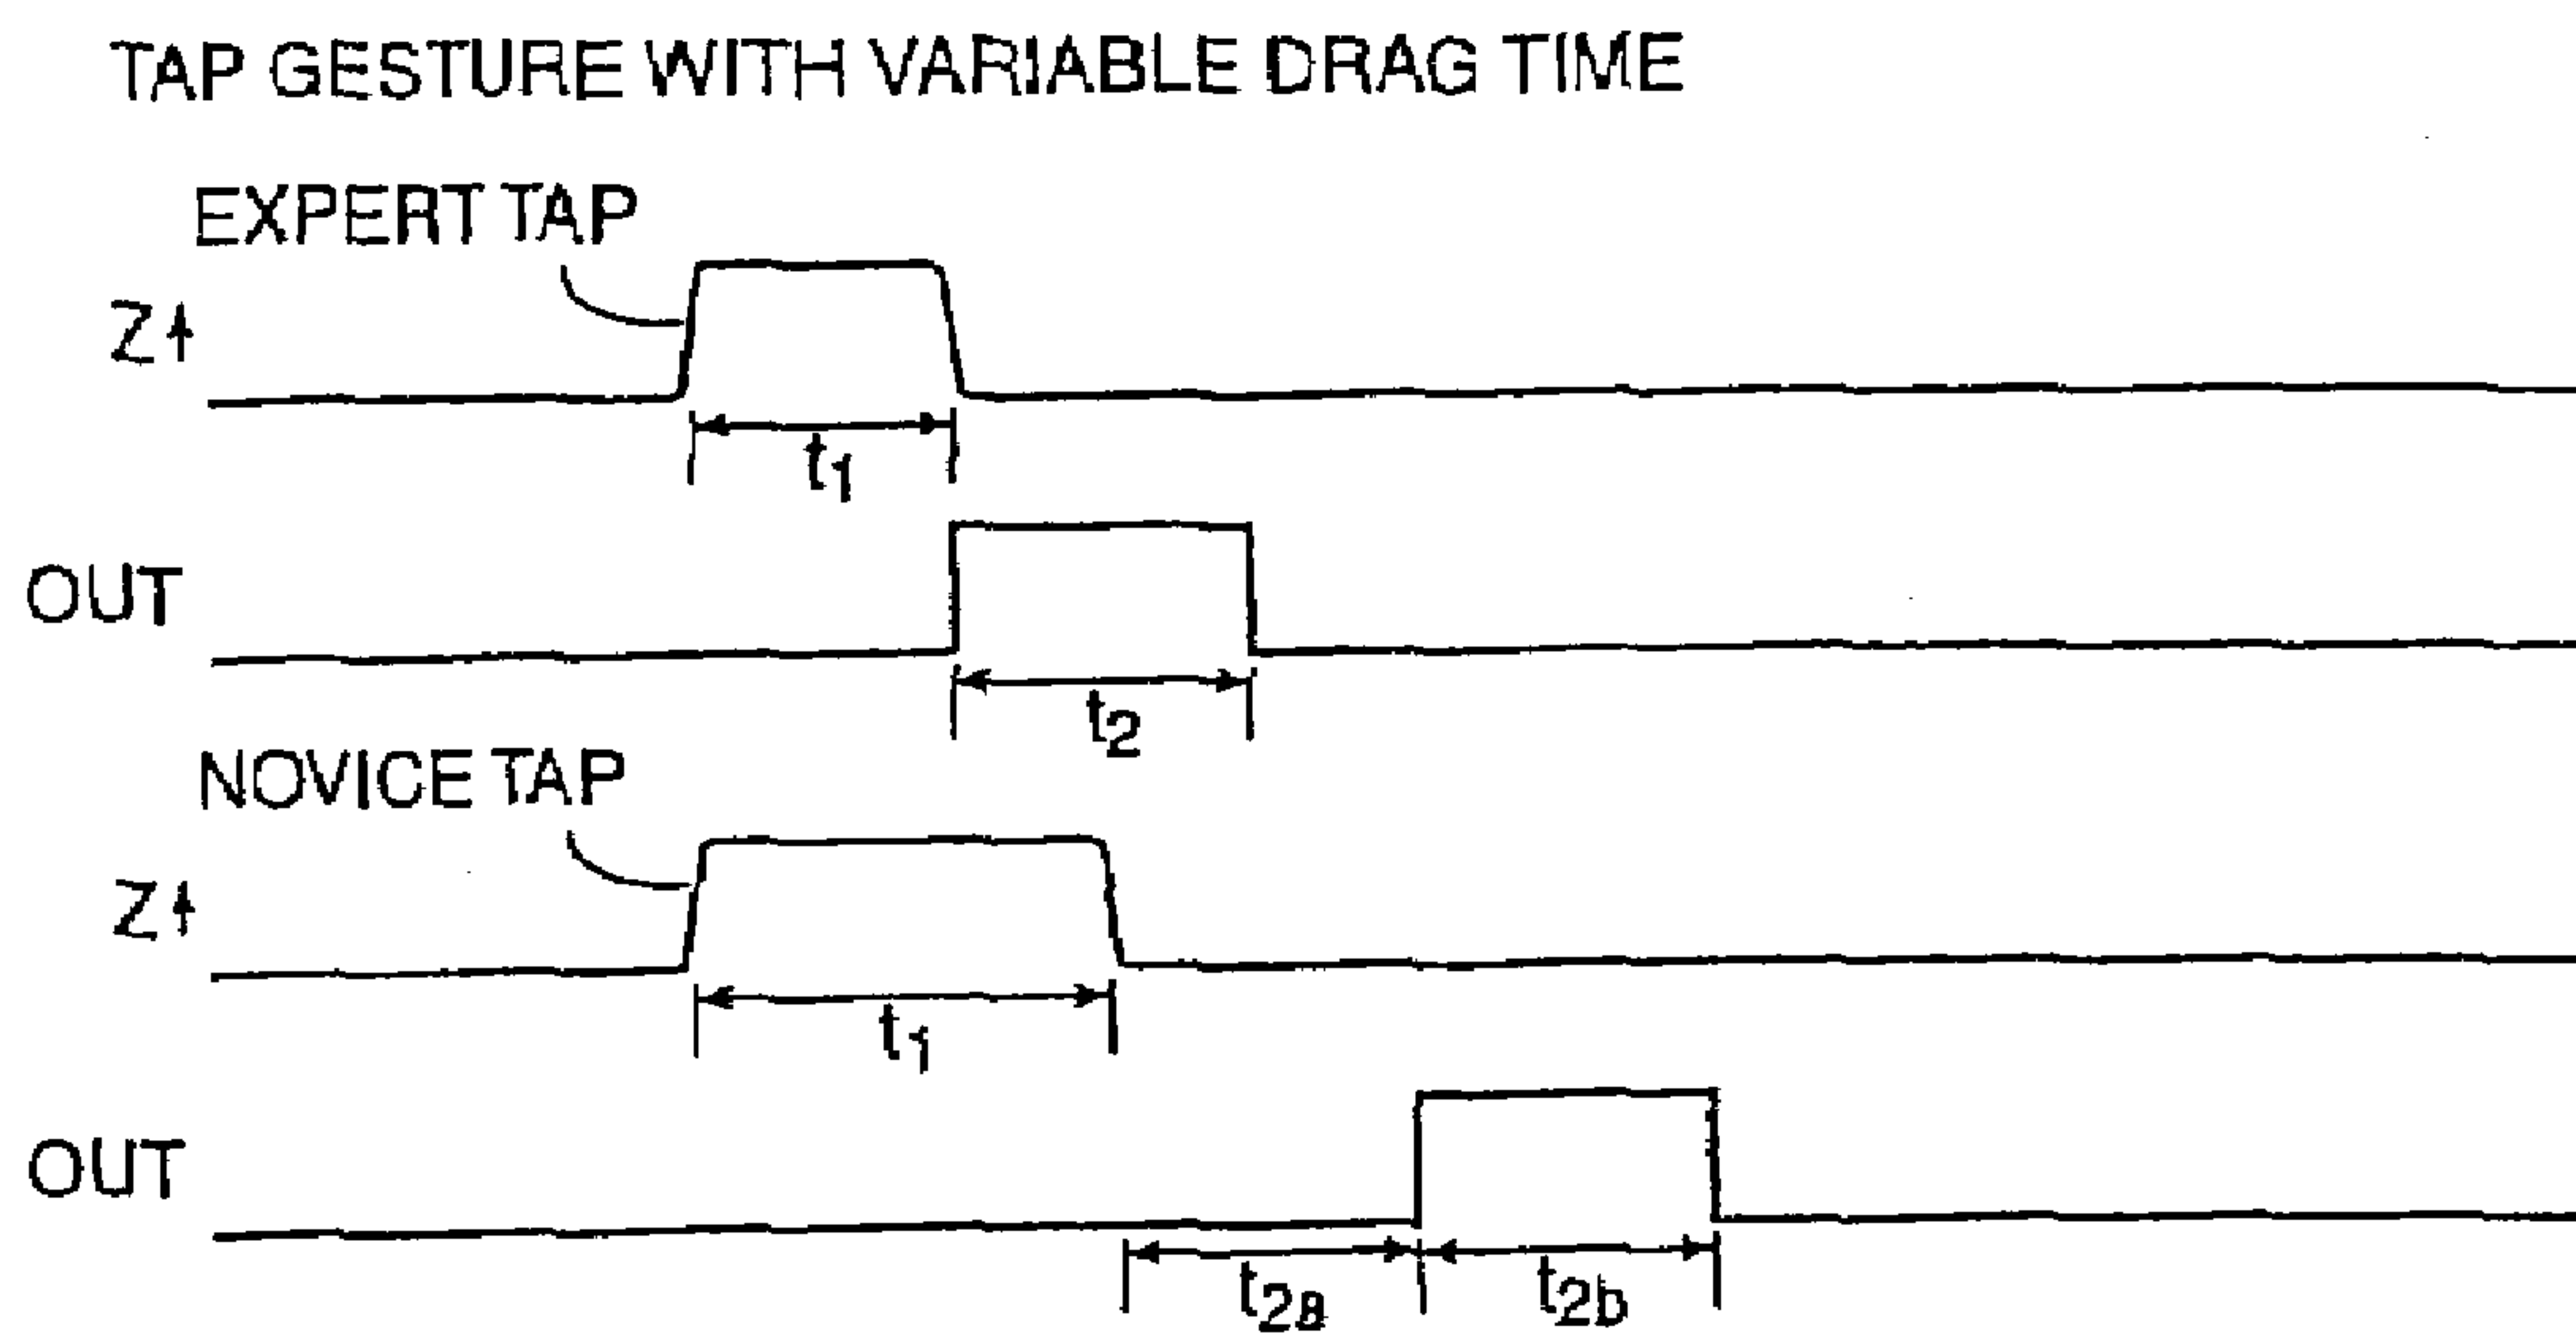 TAP GESTURE WITH VARIABLE DRAG TIME
EXPERT TAP
Z
t1
OUT
t2
NOVICE TAP
Z
t1
OUT
t2a t2b